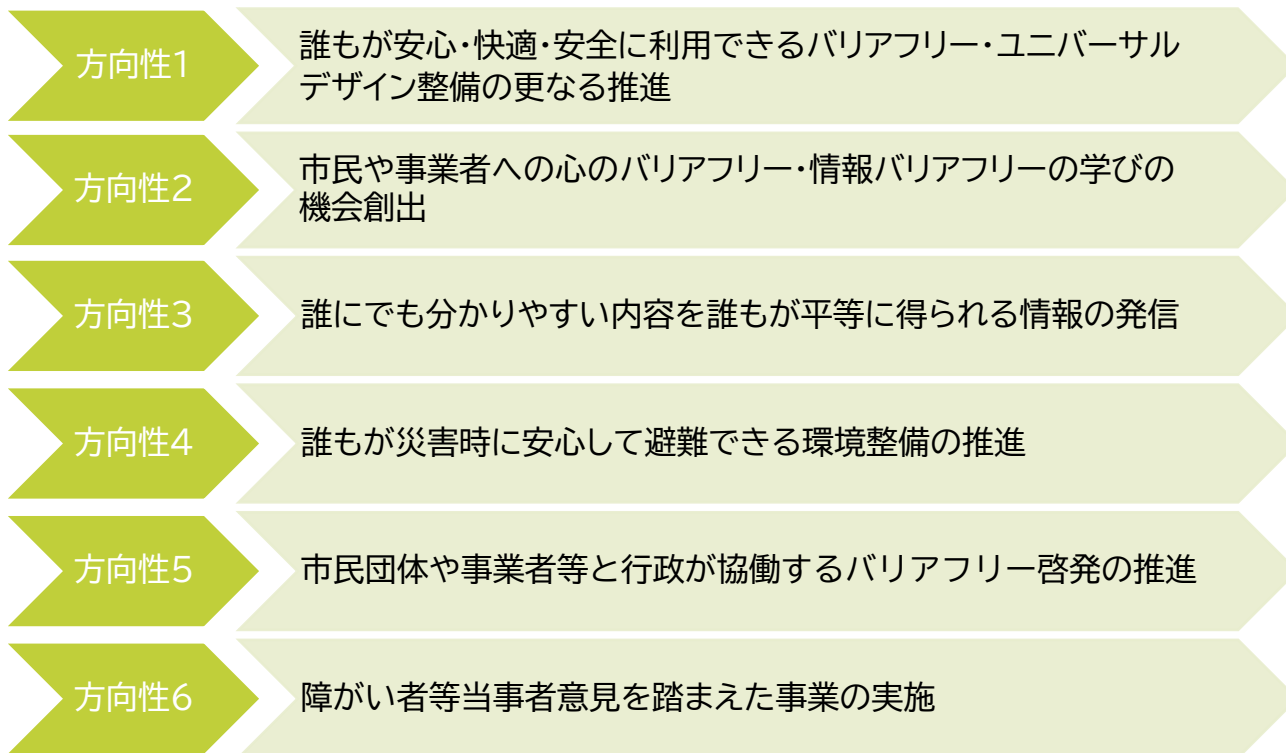 方向性1
誰もが安心・快適・安全に利用できるバリアフリー・ユニバーサル
デザイン整備の更なる推進
方向性2
市民や事業者への心のバリアフリー・情報バリアフリーの学びの
機会創出
方向性3
誰にでも分かりやすい内容を誰もが平等に得られる情報の発信
方向性4
誰もが災害時に安心して避難できる環境整備の推進
方向性5
市民団体や事業者等と行政が協働するバリアフリー啓発の推進
方向性6
障がい者等当事者意見を踏まえた事業の実施